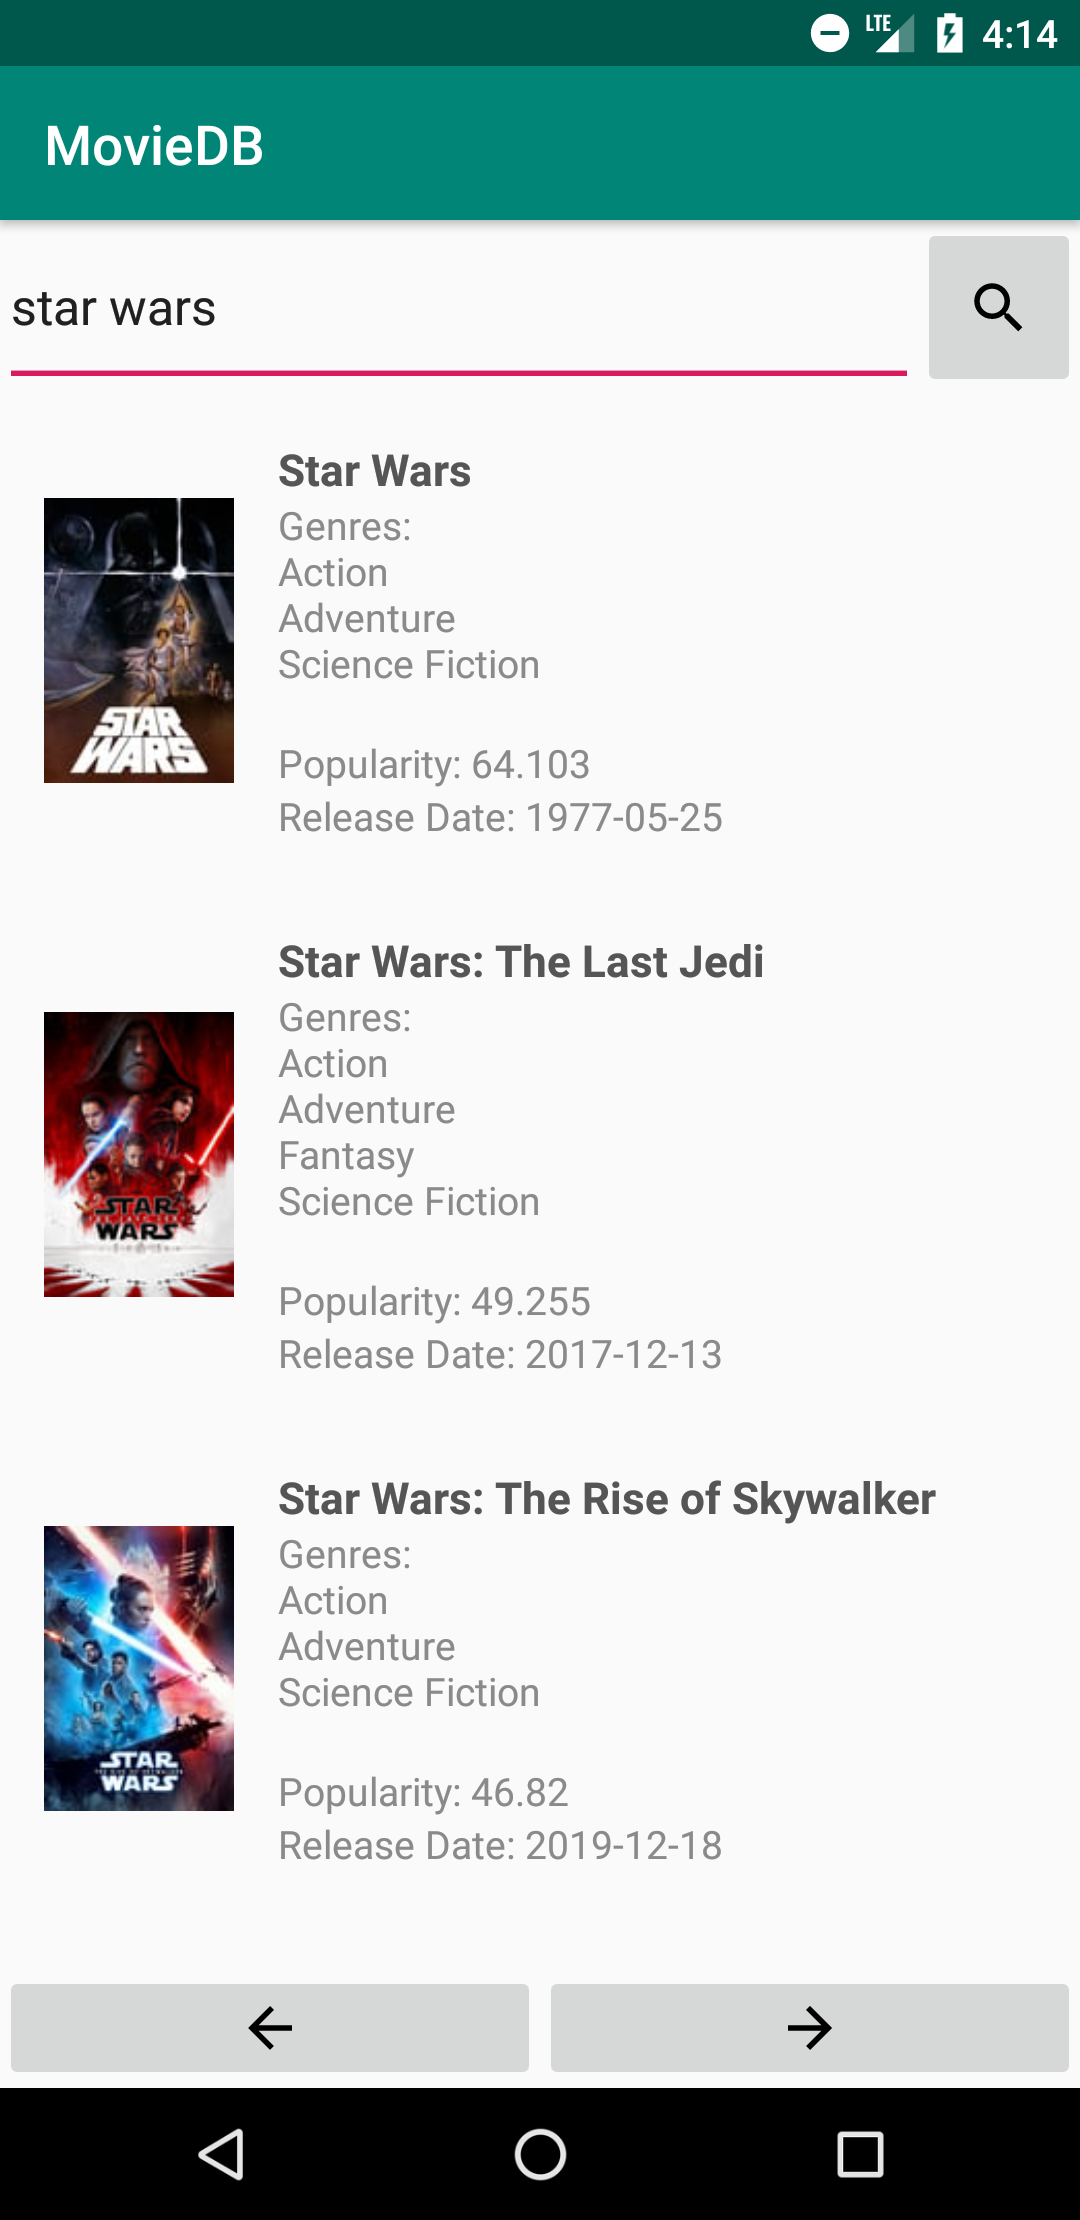 LTE 4:14
MovieDB
star wars
Star Wars
Genres:
Action
Adventure
Science Fiction
Popularity: 64.103
Release Date: 1977-05-25
STAR
WARS
Star Wars: The Last Jedi
Genres:
Action
Adventure
Fantasy
Science Fiction
Popularity: 49.255
Release Date: 2017-12-13
STAR
WARS
Star Wars: The Rise of Skywalker
Genres:
Action
Adventure
Science Fiction
Popularity: 46.82
Release Date: 2019-12-18
STAR
WARS